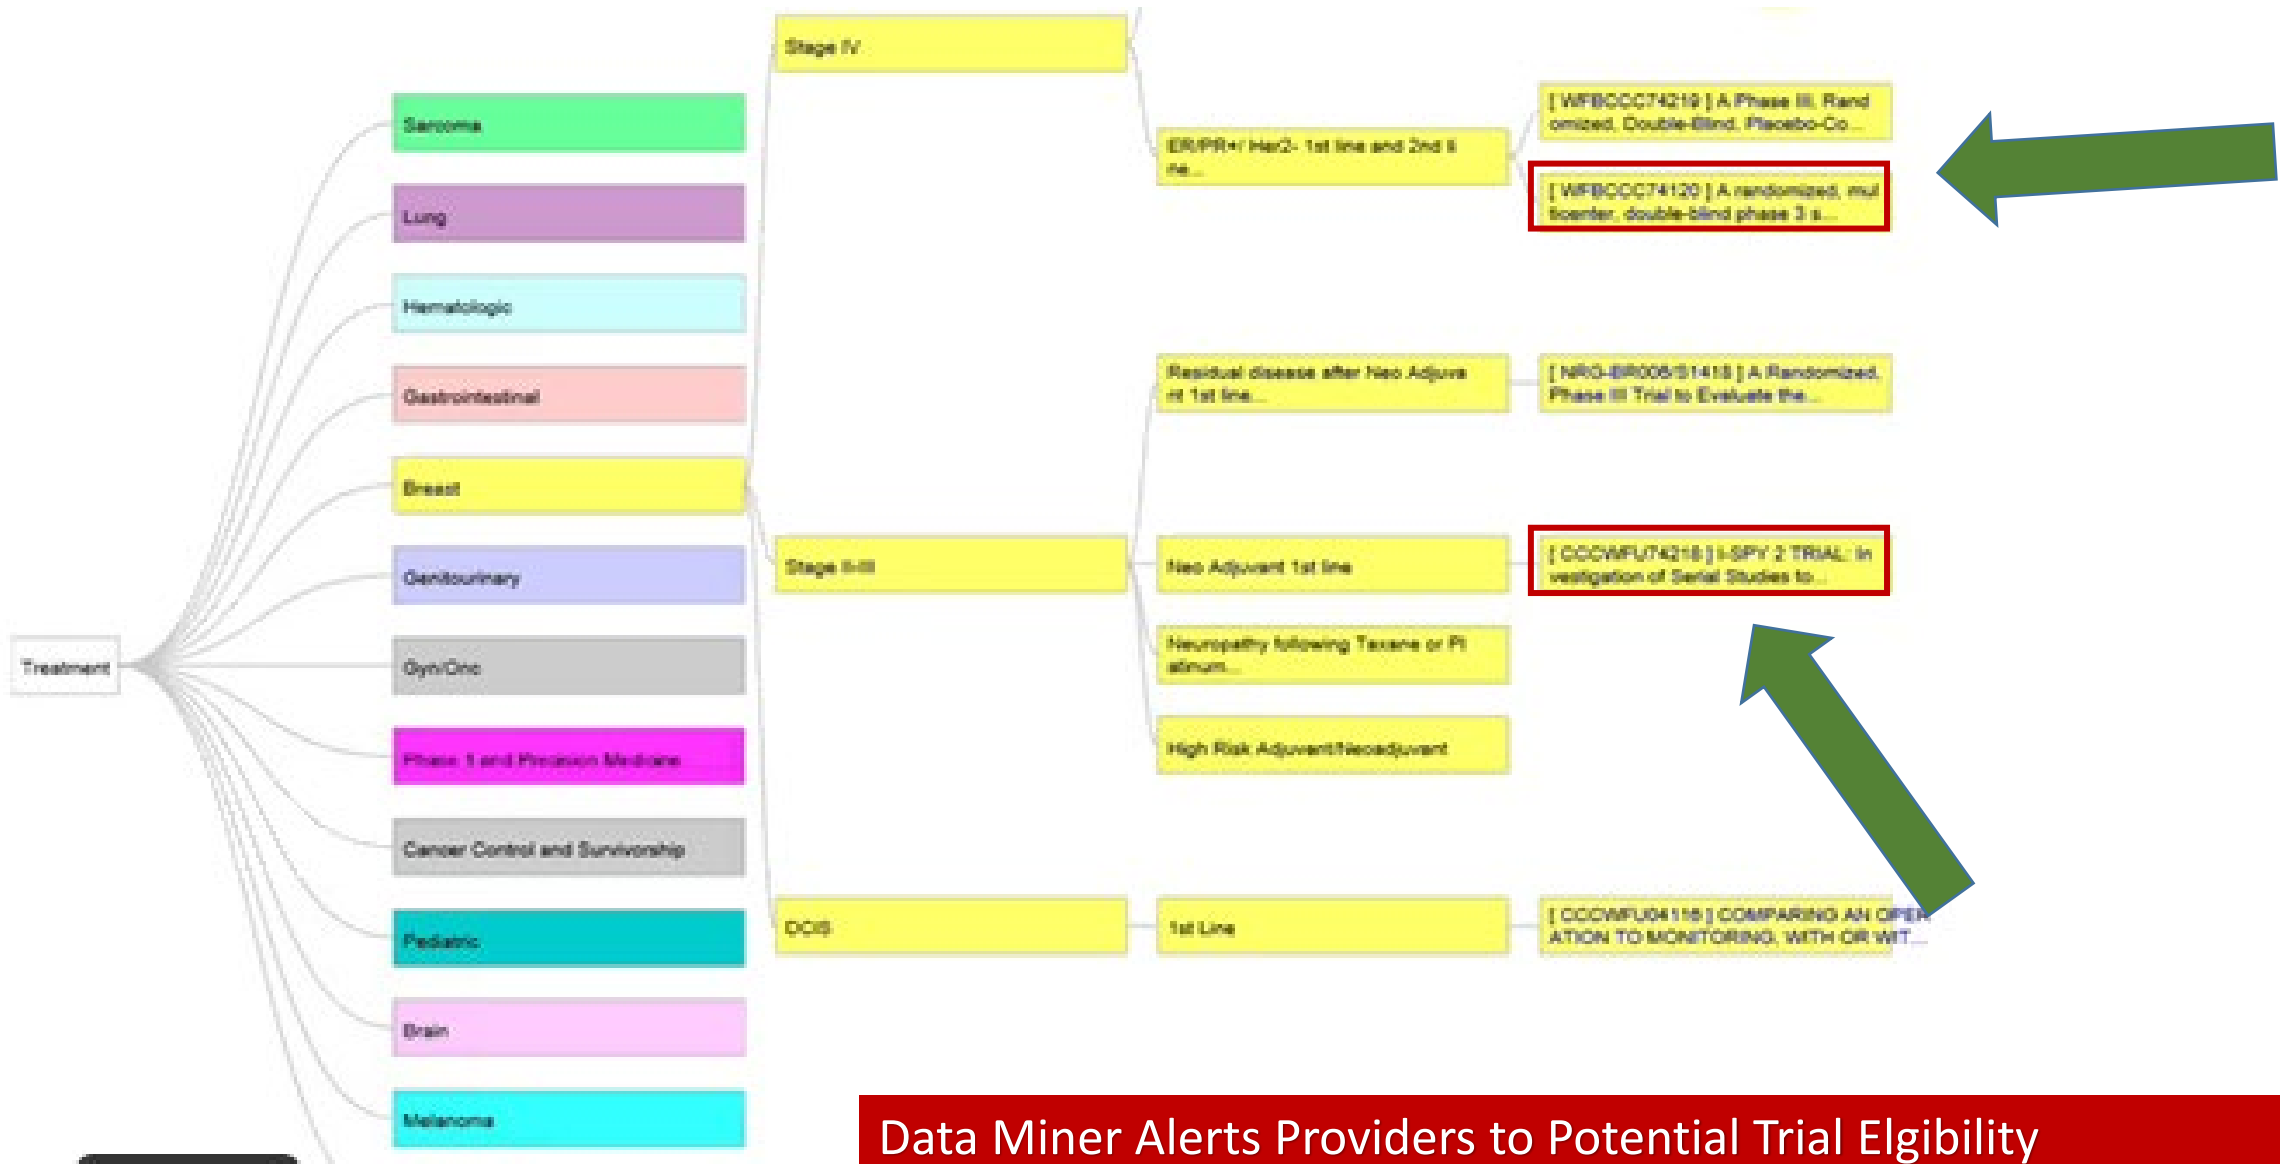 Treatment
Sarcoma
Lung
Hematologic
Gastrointestinal
Breast
Genitourinary
Gyn/Onc
Phase 1 and Precision Medicine
Cancer Control and Survivorship
Pediatric
Brain
Melanoma
Stage IV
ER/PR+/ Her2- 1st line and 2nd li
ne...
[ WFBCCC74219 ] A Phase III, Rand
omized, Double-Blind, Placebo-Co...
[ WFBCCC74120 ] A randomized, mul
ticenter, double-blind phase 3 s...
Stage II-III
Residual disease after Neo Adjuva
nt 1st line...
[ NRG-BR006/S1418 ] A Randomized,
Phase III Trial to Evaluate the...
Neo Adjuvant 1st line
[ CCCWFU74218 ] I-SPY 2 TRIAL: In
vestigation of Serial Studies to...
Neuropathy following Taxane or Pl
atinum...
High Risk Adjuvant/Neoadjuvant
DCIS
1st Line
[ CCCWFU04116 ] COMPARING AN OPER
ATION TO MONITORING, WITH OR WIT...
Data Miner Alerts Providers to Potential Trial Elgibility